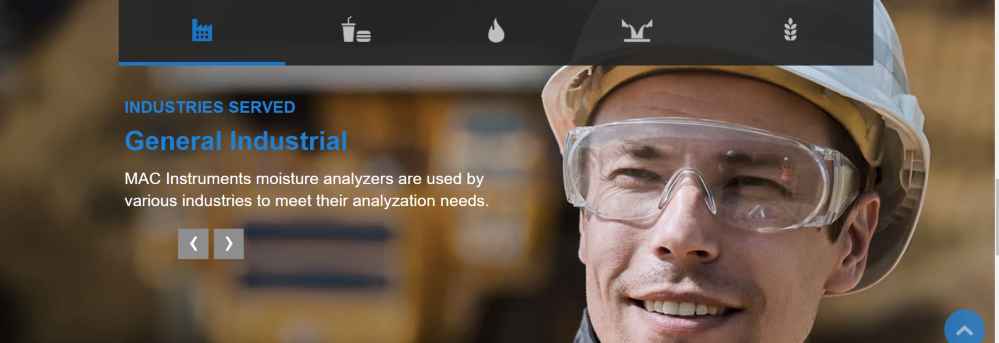 INDUSTRIES SERVED
General Industrial
MAC Instruments moisture analyzers are used by
various industries to meet their analyzation needs.